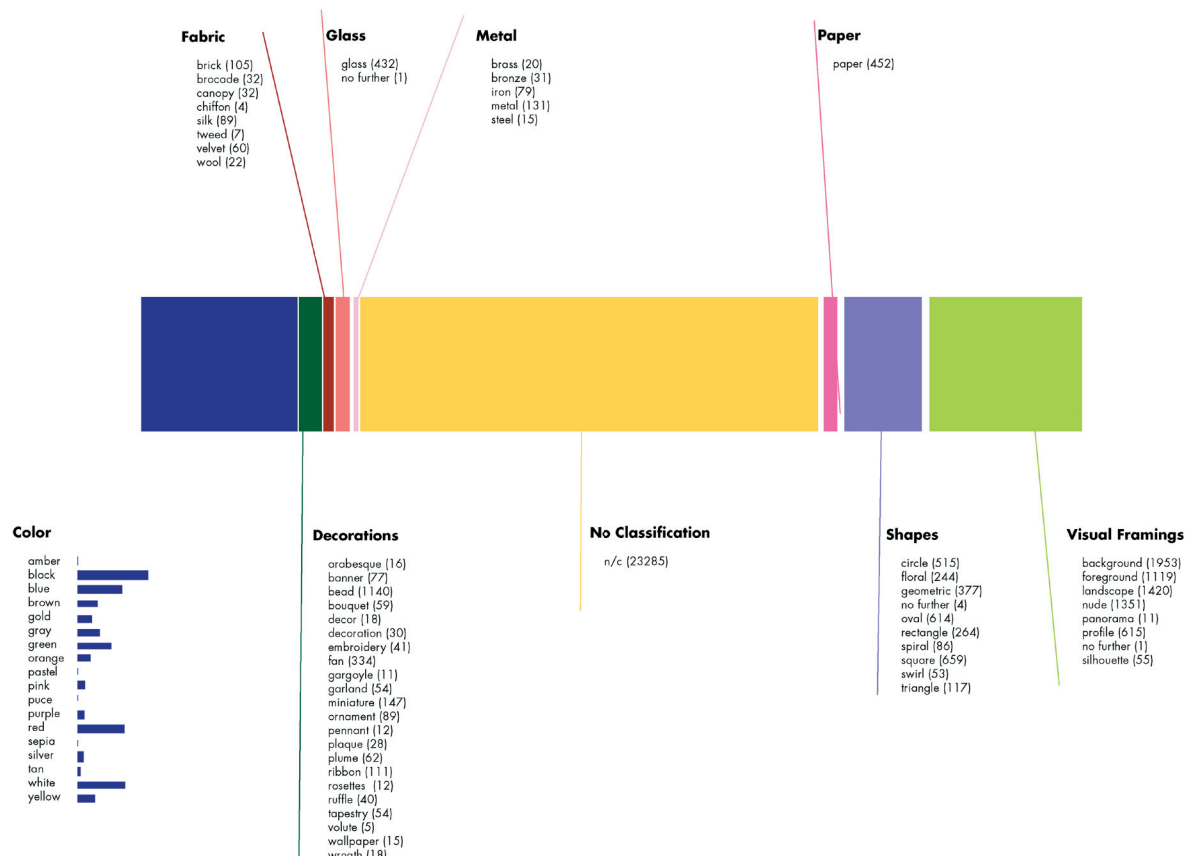 Fabric
brick (105)
brocade (32)
canopy (32)
chiffon (4)
silk (89)
tweed (7)
velvet (60)
wool (22)
Glass
glass (432)
no further (1)
Metal
brass (20)
bronze (31)
iron (79)
metal (131)
steel (15)
Paper
paper (452)
Color
amber
black
blue
brown
gold
gray
green
orange
pastel
pink
puce
purple
red
sepia
silver
tan
white
yellow
Decorations
arabesque (16)
banner (77)
bead (1140)
bouquet (59)
decor (18)
decoration (30)
embroidery (41)
fan (334)
gargoyle (11)
garland (54)
miniature (147)
ornament (89)
pennant (12)
plaque (28)
plume (62)
ribbon (111)
rosettes (12)
ruffle (40)
tapestry (54)
volute (5)
wallpaper (15)
wreath (18)
No Classification
n/c (23285)
Shapes
circle (515)
floral (244)
geometric (377)
no further (4)
oval (614)
rectangle (264)
spiral (86)
square (659)
swirl (53)
triangle (117)
Visual Framings
background (1953)
foreground (1119)
landscape (1420)
nude (1351)
panorama (11)
profile (615)
no further (1)
silhouette (55)